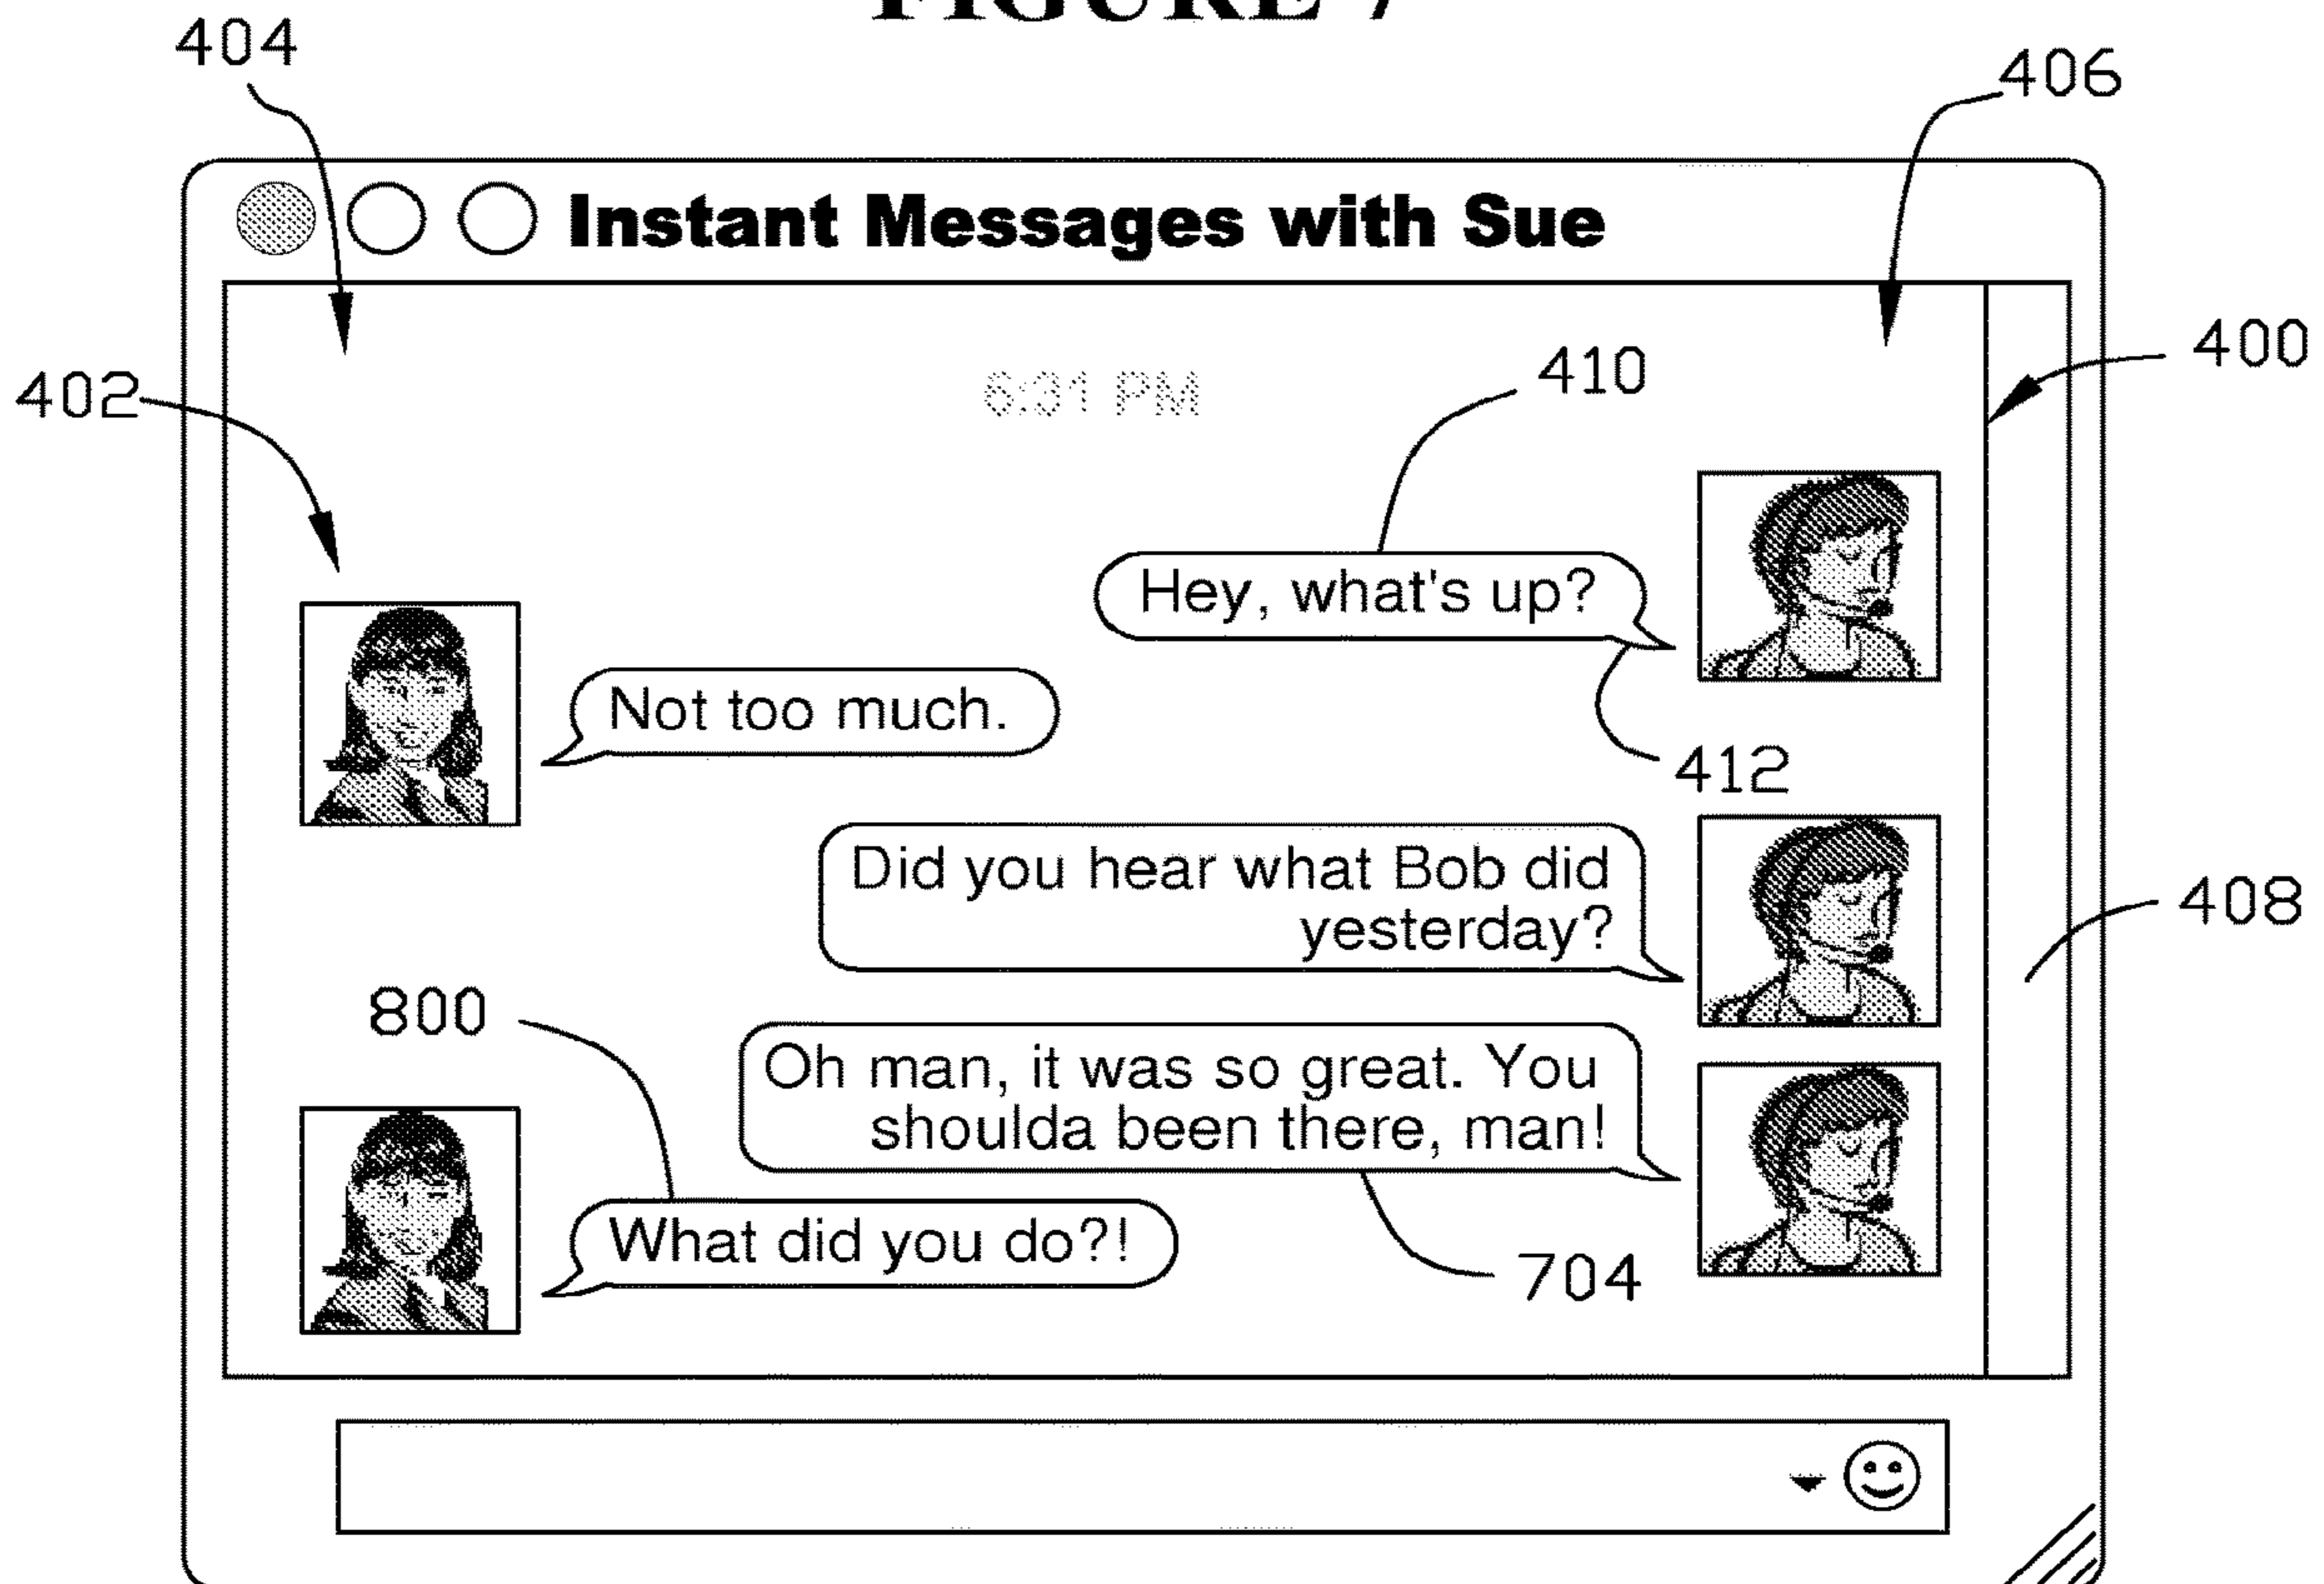 FIGURE 7
404
406
Instant Messages with Sue
400
6:31 PM
410
402
Hey, what's up?
Not too much.
412
Did you hear what Bob did
yesterday?
408
800
Oh man, it was so great. You
shoulda been there, man!
What did you do?!
704